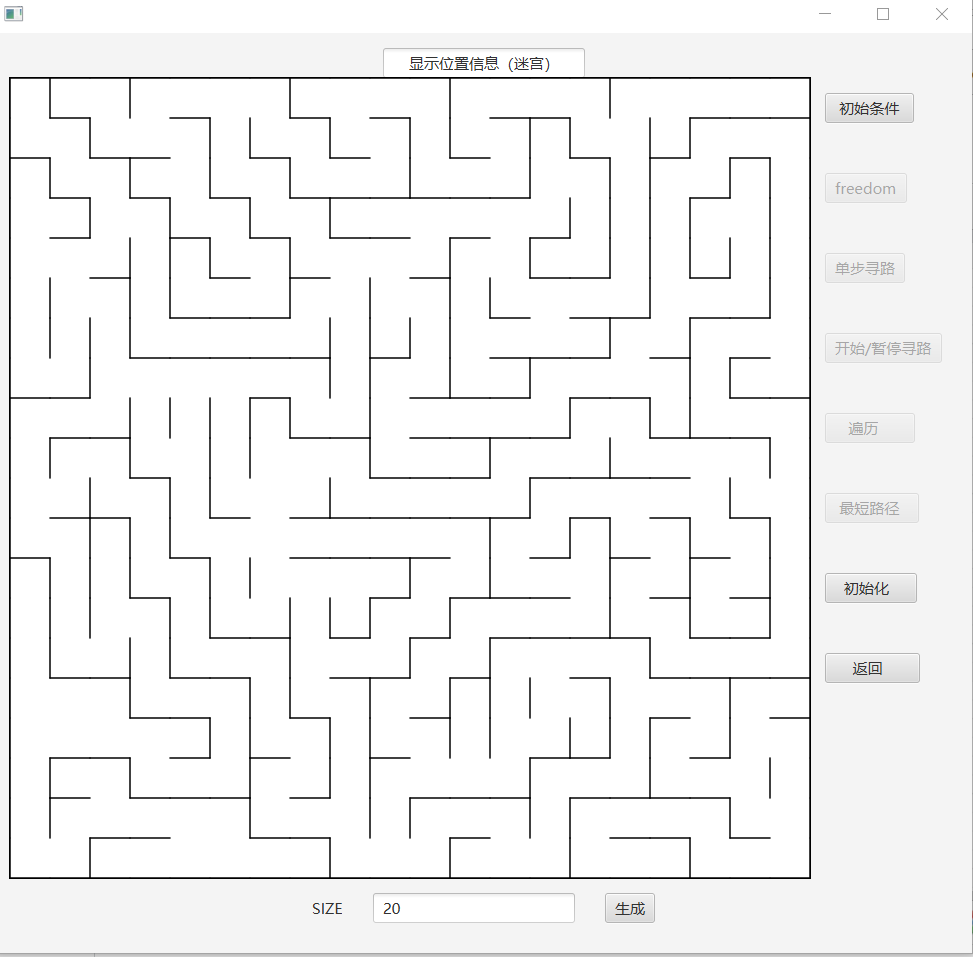 显示位置信息（迷宫）
初始条件
freedom
单步寻路
开始/暂停寻路
遍历
最短路径
初始化
返回
SIZE 20 生成